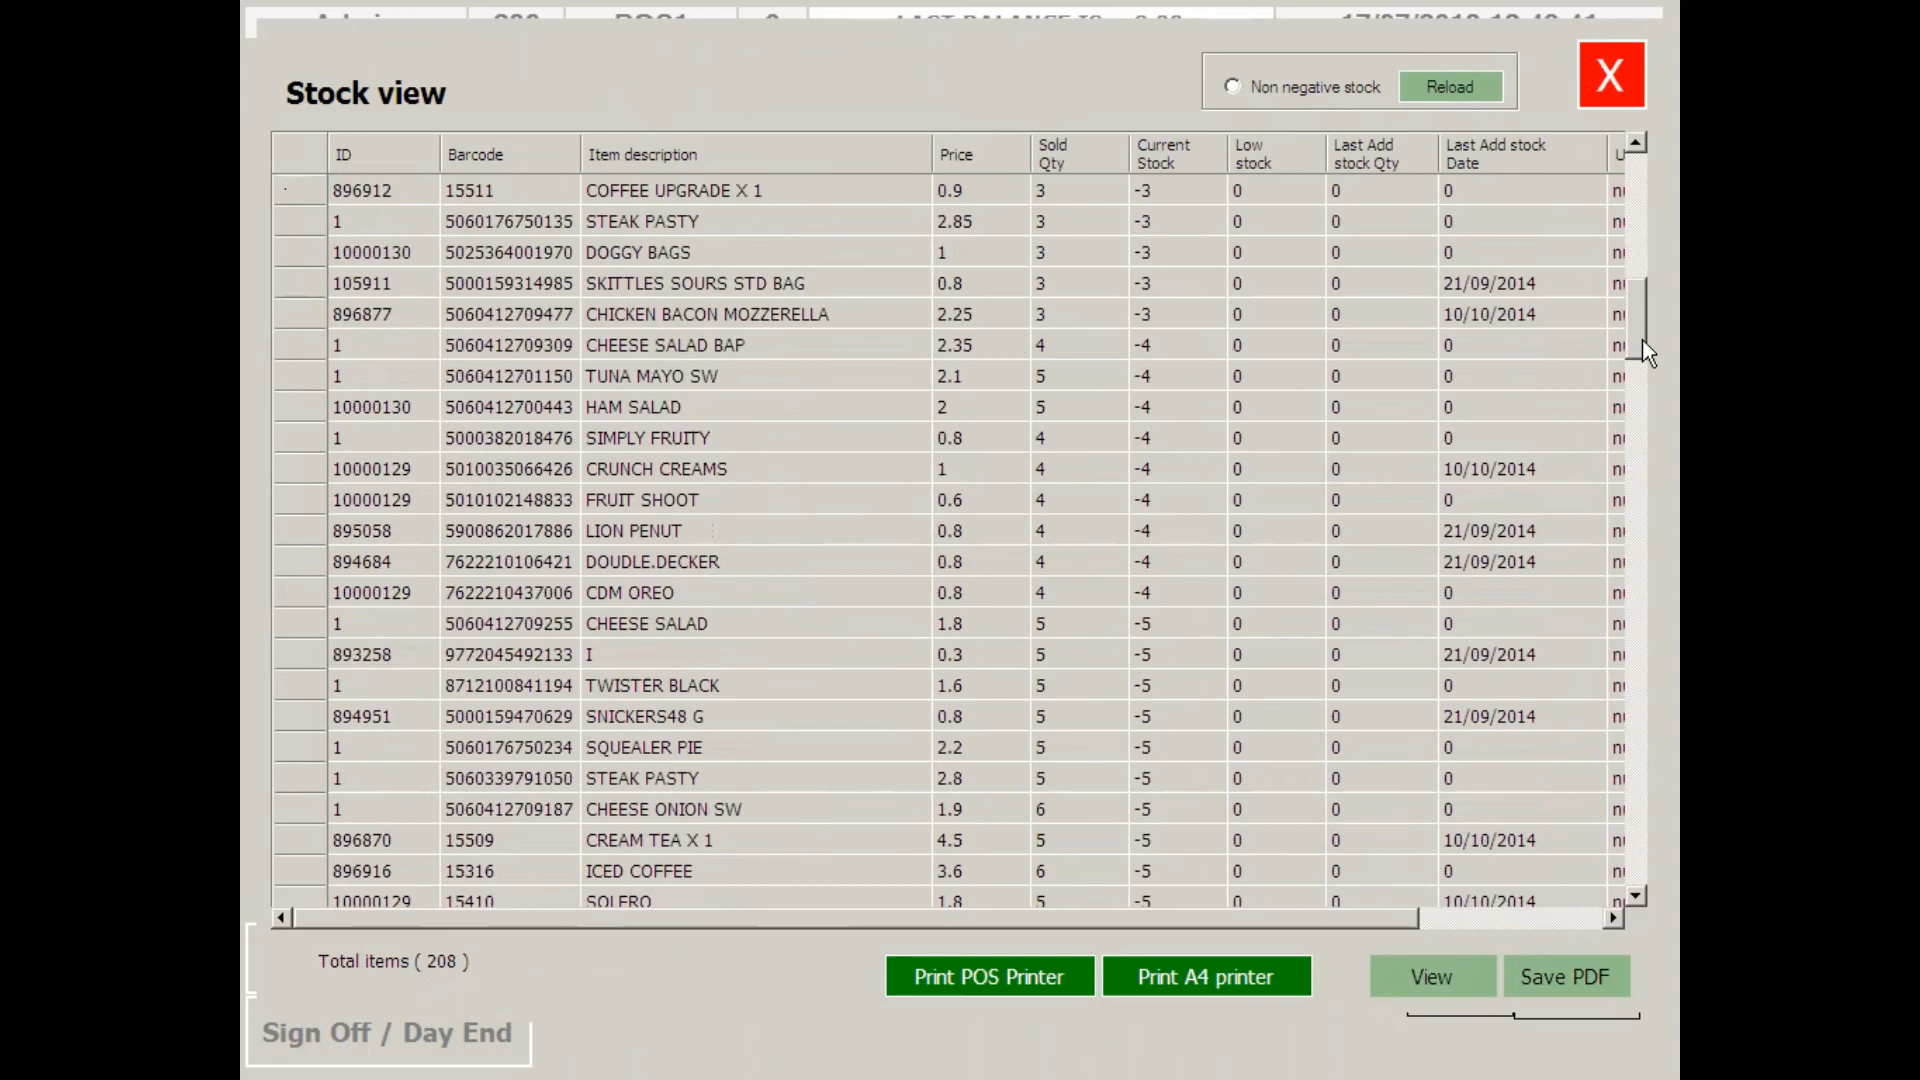 Stock view
Non negative stock Reload X
ID Barcode Item description Price Sold Qty Current Stock Low stock Last Add stock Qty Last Add stock Date
896912 15511 COFFEE UPGRADE X 1 0.9 3 -3 0 0 0
1 5060176750135 STEAK PASTY 2.85 3 -3 0 0 0
10000130 5025364001970 DOGGY BAGS 1 3 -3 0 0 0
105911 5000159314985 SKITTLES SOURS STD BAG 0.8 3 -3 0 0 21/09/2014
896877 5060412709477 CHICKEN BACON MOZZERELLA 2.25 3 -3 0 0 10/10/2014
1 5060412709309 CHEESE SALAD BAP 2.35 4 -4 0 0 0
1 5060412701150 TUNA MAYO SW 2.1 5 -4 0 0 0
10000130 5060412700443 HAM SALAD 2 5 -4 0 0 0
1 5000382018476 SIMPLY FRUITY 0.8 4 -4 0 0 0
10000129 5010035066426 CRUNCH CREAMS 1 4 -4 0 0 10/10/2014
10000129 5010102148833 FRUIT SHOOT 0.6 4 -4 0 0 0
895058 5900862017886 LION PENUT 0.8 4 -4 0 0 21/09/2014
894684 7622210106421 DOUDLE.DECKER 0.8 4 -4 0 0 21/09/2014
10000129 7622210437006 CDM OREO 0.8 4 -4 0 0 0
1 5060412709255 CHEESE SALAD 1.8 5 -5 0 0 0
893258 9772045492133 I 0.3 5 -5 0 0 21/09/2014
1 8712100841194 TWISTER BLACK 1.6 5 -5 0 0 0
894951 5000159470629 SNICKERS48 G 0.8 5 -5 0 0 21/09/2014
1 5060176750234 SQUEALER PIE 2.2 5 -5 0 0 0
1 5060339791050 STEAK PASTY 2.8 5 -5 0 0 0
1 5060412709187 CHEESE ONION SW 1.9 6 -5 0 0 0
896870 15509 CREAM TEA X 1 4.5 5 -5 0 0 10/10/2014
896916 15316 ICED COFFEE 3.6 6 -5 0 0 0
10000129 15410 SOLERO 1.8 5 -5 0 0 10/10/2014
Total items ( 208 )
Print POS Printer Print A4 printer View Save PDF
Sign Off / Day End